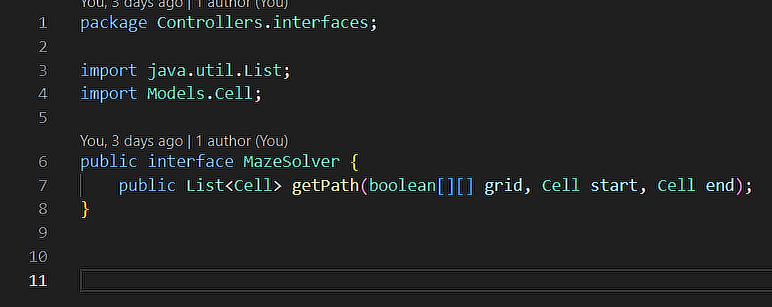 You, 3 days ago | 1 author (You)
1 package Controllers.interfaces;
2
3 import java.util.List;
4 import Models.Cell;
5
You, 3 days ago | 1 author (You)
6 public interface MazeSolver {
7 public List<Cell> getPath(boolean[][] grid, Cell start, Cell end);
8 }
9
10
11